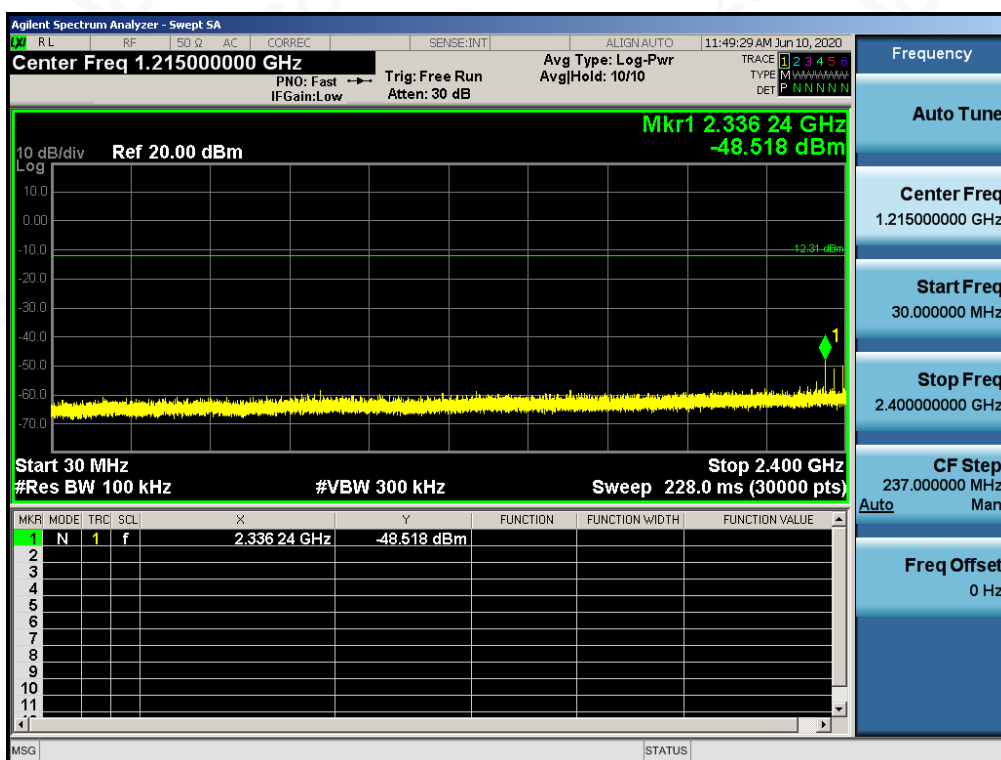 Agilent Spectrum Analyzer - Swept SA
LXI RL RF 50 Ω AC CORREC SENSE:INT ALIGN AUTO 11:49:29 AM Jun 10, 2020
Center Freq 1.215000000 GHz
PNO: Fast
IFGain:Low
Trig: Free Run
Atten: 30 dB
Avg Type: Log-Pwr
Avg|Hold: 10/10
TRACE 1 2 3 4 5 6
TYPE M
DET P N N N N N
Mkr1 2.336 24 GHz
-48.518 dBm
10 dB/div Ref 20.00 dBm
Log
10.0
0.00
-10.0
-12.31 dBm
-20.0
-30.0
-40.0
1
-50.0
-60.0
-70.0
Start 30 MHz Stop 2.400 GHz
#Res BW 100 kHz #VBW 300 kHz Sweep 228.0 ms (30000 pts)
MKR MODE TRC SCL X Y FUNCTION FUNCTION WIDTH FUNCTION VALUE
1 N 1 f 2.336 24 GHz -48.518 dBm
2
3
4
5
6
7
8
9
10
11
MSG STATUS
Frequency
Auto Tune
Center Freq
1.215000000 GHz
Start Freq
30.000000 MHz
Stop Freq
2.400000000 GHz
CF Step
237.000000 MHz
Auto Man
Freq Offset
0 Hz